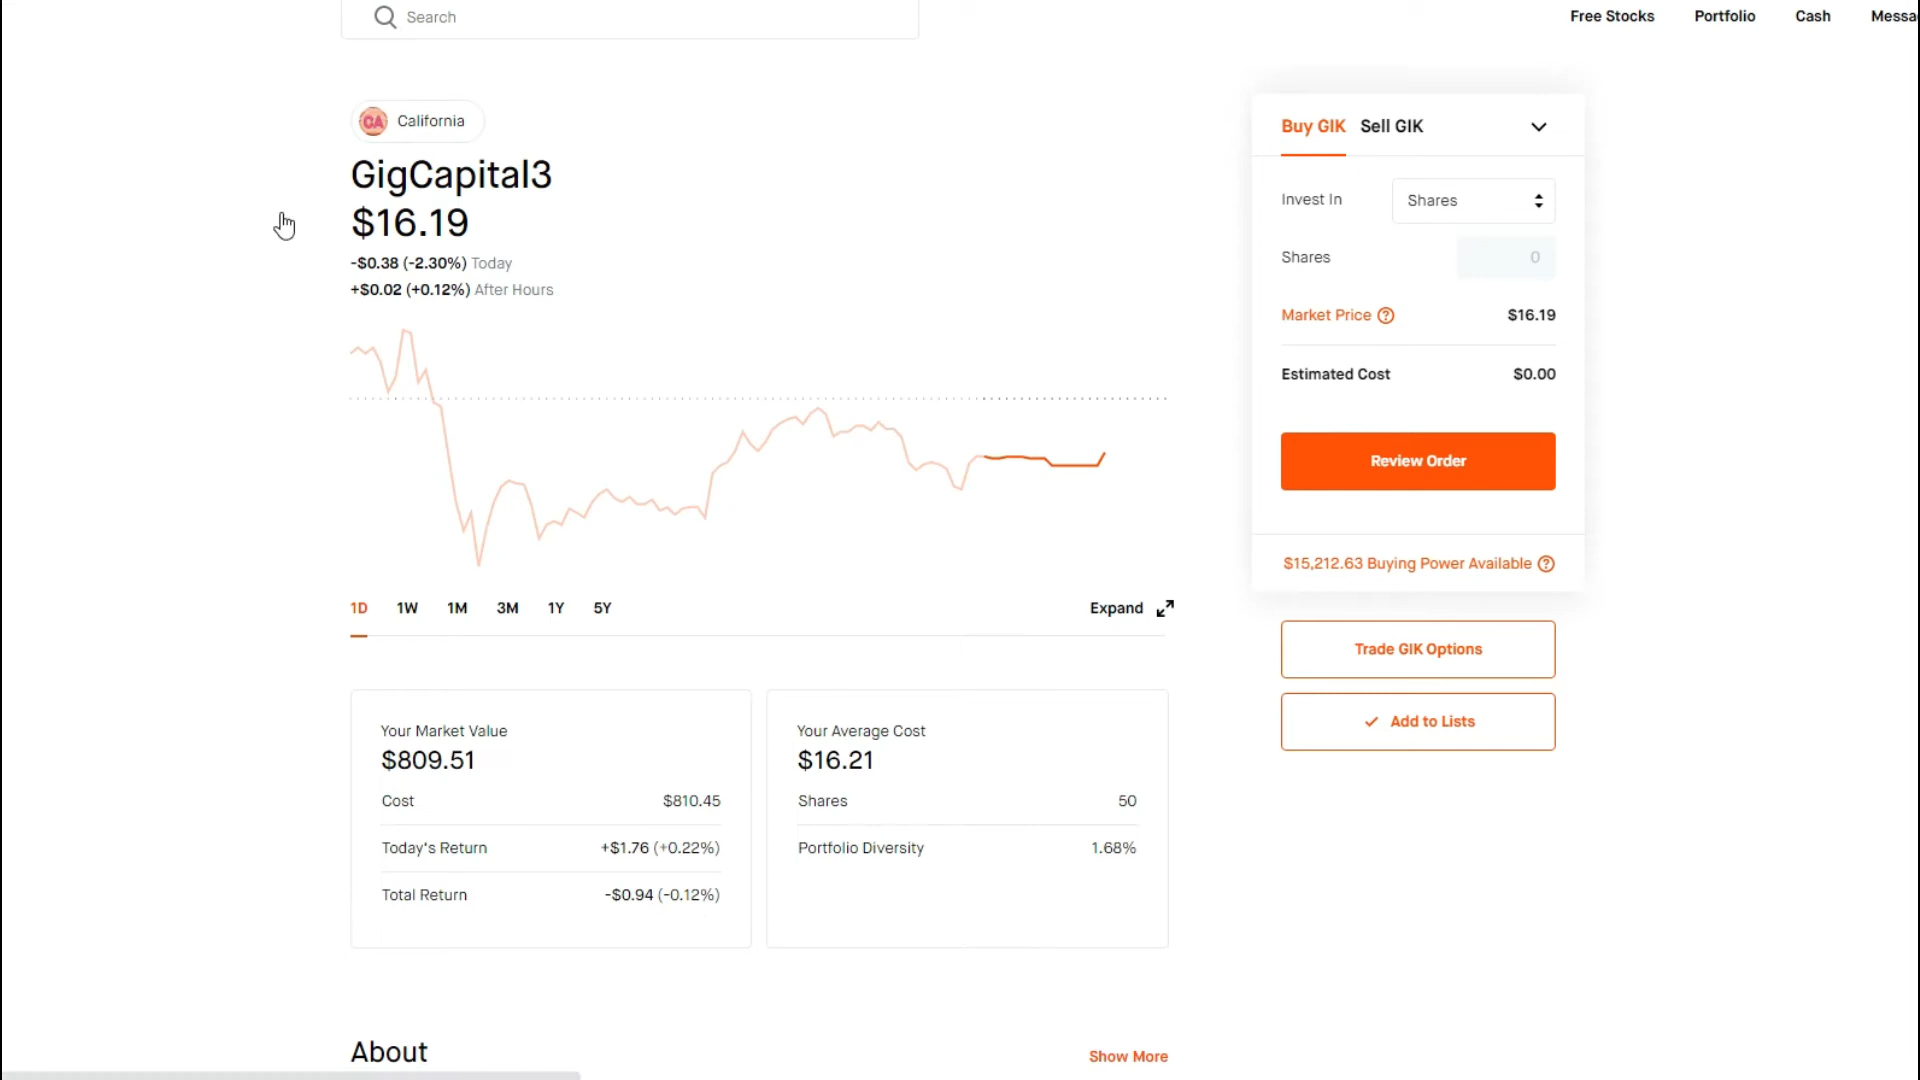 Search
Free Stocks Portfolio Cash Messa
CA California
GigCapital3
$16.19
-$0.38 (-2.30%) Today
+$0.02 (+0.12%) After Hours
1D 1W 1M 3M 1Y 5Y Expand
Your Market Value
$809.51
Cost $810.45
Today's Return +$1.76 (+0.22%)
Total Return -$0.94 (-0.12%)
Your Average Cost
$16.21
Shares 50
Portfolio Diversity 1.68%
About Show More
Buy GIK Sell GIK
Invest In Shares
Shares 0
Market Price ? $16.19
Estimated Cost $0.00
Review Order
$15,212.63 Buying Power Available ?
Trade GIK Options
Add to Lists